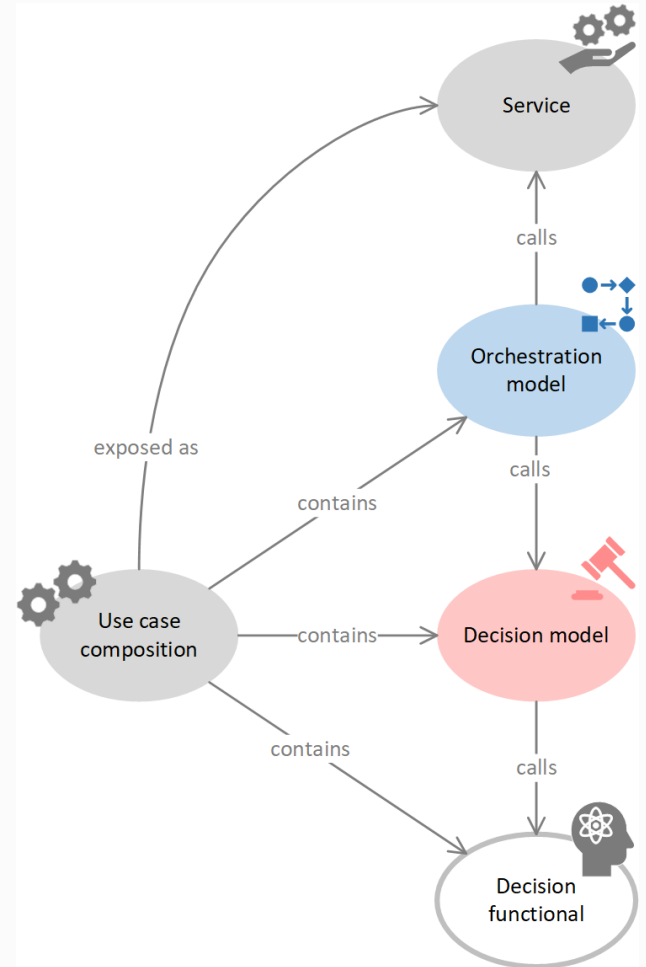 Service
calls
Orchestration
model
exposed as
calls
contains
Use case
composition
contains
Decision model
contains
calls
Decision
functional